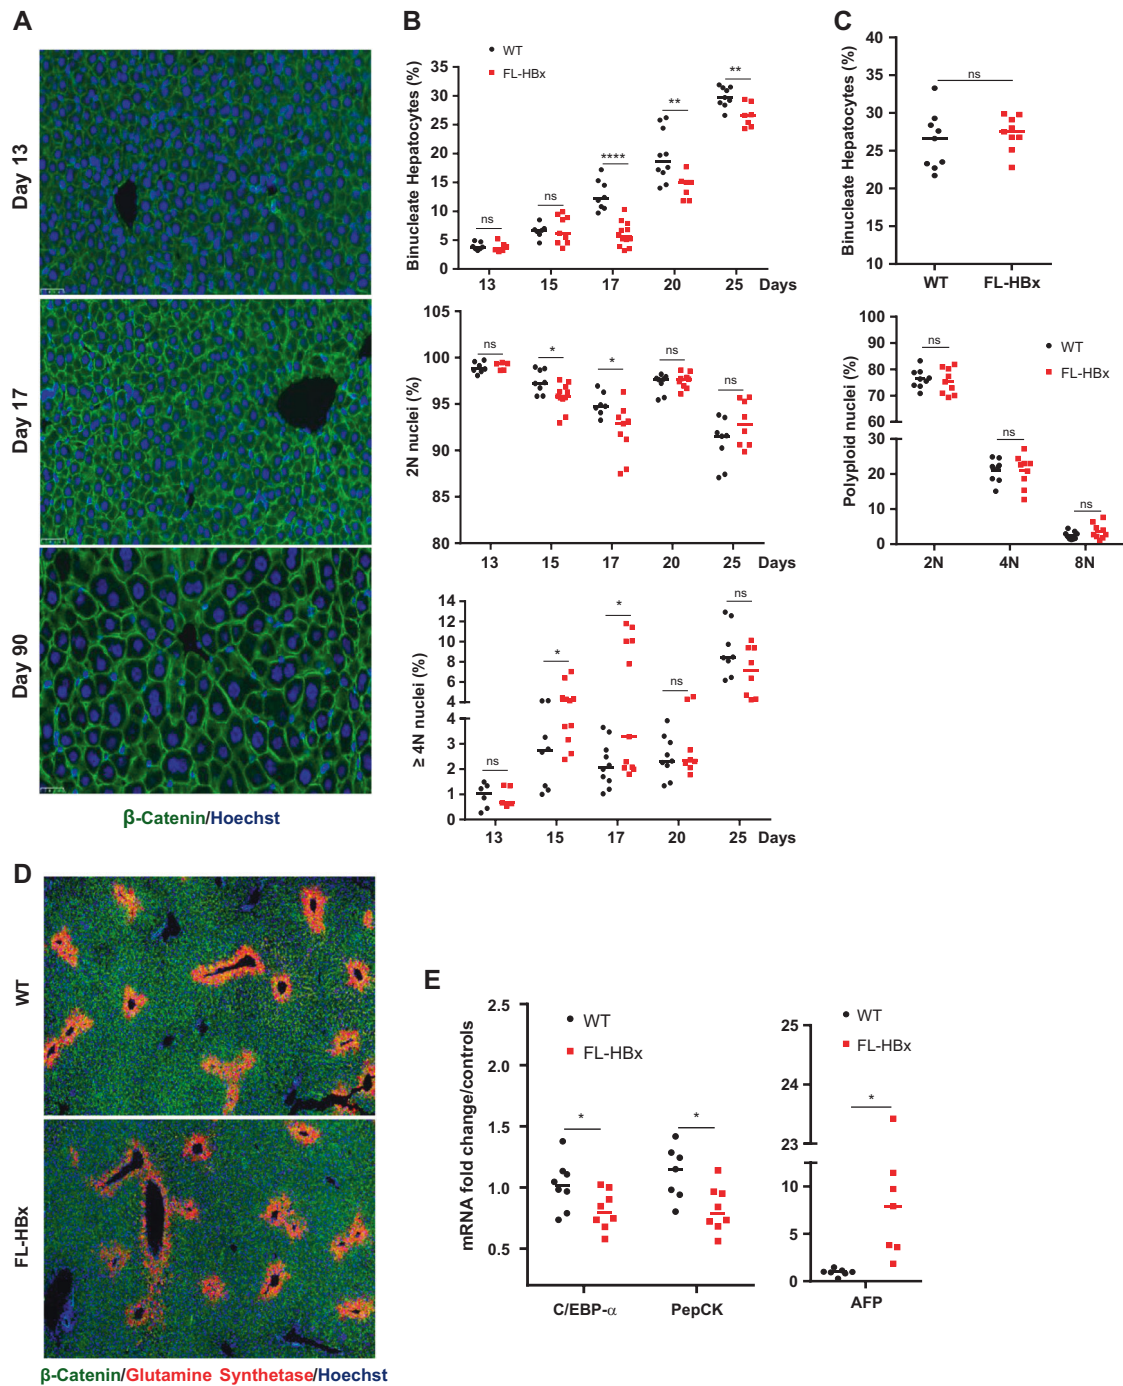 A
Day 13
Day 17
Day 90
β-Catenin/Hoechst
B
WT
FL-HBx
Binucleate Hepatocytes (%)
35
30
25
20
15
10
5
0
ns
ns
****
**
**
13 15 17 20 25 Days
2N nuclei (%)
105
100
95
90
85
80
ns
*
*
ns
ns
13 15 17 20 25 Days
≥ 4N nuclei (%)
14
12
10
8
6
4
4
3
2
1
0
ns
*
*
ns
ns
13 15 17 20 25 Days
C
Binucleate Hepatocytes (%)
40
35
30
25
20
15
10
ns
WT FL-HBx
Polyploid nuclei (%)
100
90
80
70
60
30
20
10
0
WT
FL-HBx
ns
ns
ns
2N 4N 8N
D
WT
FL-HBx
β-Catenin/Glutamine Synthetase/Hoechst
E
mRNA fold change/controls
2.5
2.0
1.5
1.0
0.5
WT
FL-HBx
*
*
C/EBP-α PepCK
25
24
23
10
5
0
WT
FL-HBx
*
AFP